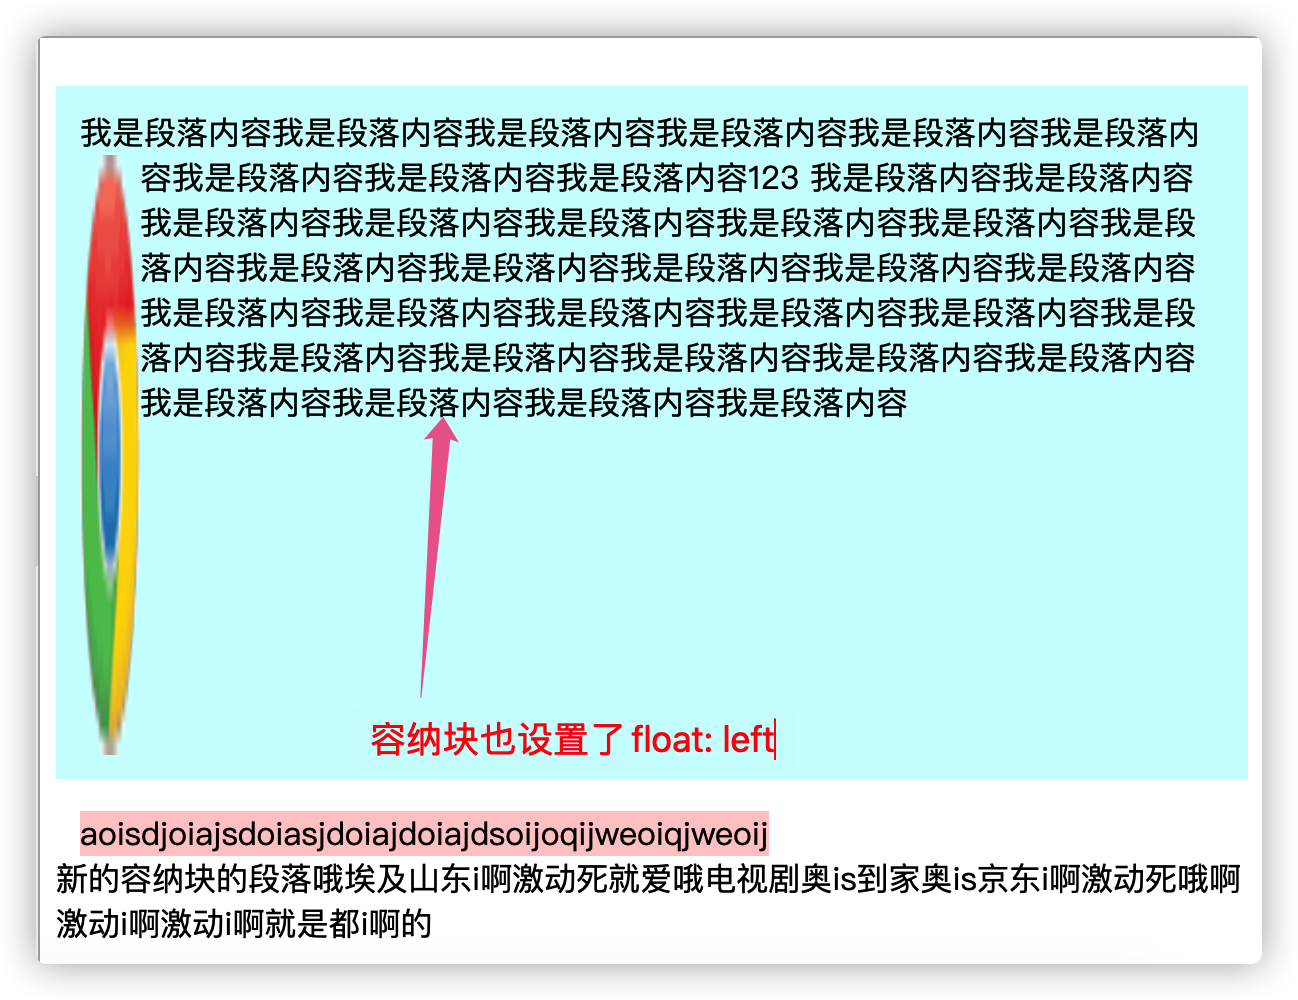 我是段落内容我是段落内容我是段落内容我是段落内容我是段落内容我是段落内
容我是段落内容我是段落内容我是段落内容123 我是段落内容我是段落内容
我是段落内容我是段落内容我是段落内容我是段落内容我是段落内容我是段
落内容我是段落内容我是段落内容我是段落内容我是段落内容我是段落内容
我是段落内容我是段落内容我是段落内容我是段落内容我是段落内容我是段
落内容我是段落内容我是段落内容我是段落内容我是段落内容我是段落内容
我是段落内容我是段落内容我是段落内容我是段落内容
容纳块也设置了 float: left
aoisdjoiajsdoiasjdoiajdoiajdsoijoqijweoiqjweoij
新的容纳块的段落哦埃及山东i啊激动死就爱哦电视剧奥is到家奥is京东i啊激动死哦啊
激动i啊激动i啊就是都i啊的